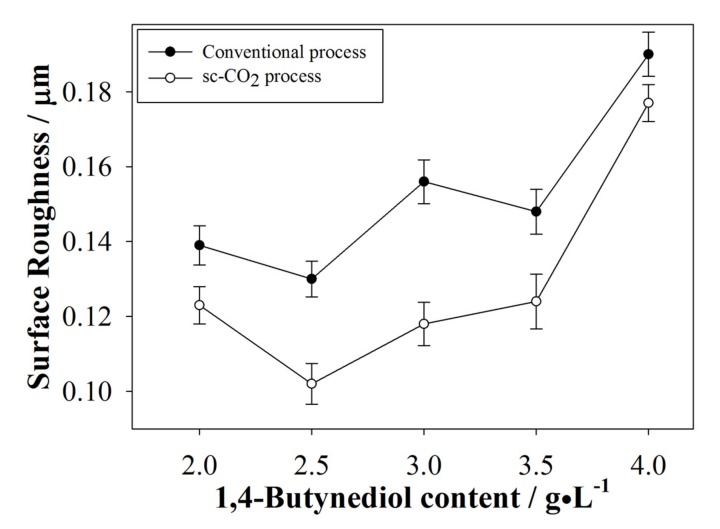 Conventional process
sc-CO2 process
Surface Roughness / μm
0.18
0.16
0.14
0.12
0.10
2.0 2.5 3.0 3.5 4.0
1,4-Butynediol content / g•L-1